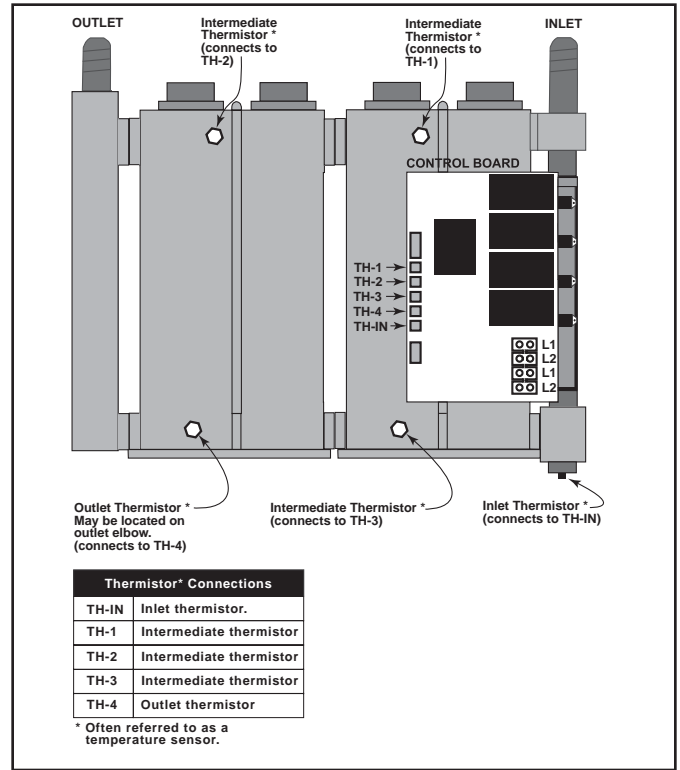 OUTLET
Intermediate
Thermistor *
(connects to
TH-2)
Intermediate
Thermistor *
(connects to
TH-1)
INLET
CONTROL BOARD
TH-1
TH-2
TH-3
TH-4
TH-IN
L1
L2
L1
L2
Outlet Thermistor *
May be located on
outlet elbow.
(connects to TH-4)
Intermediate Thermistor *
(connects to TH-3)
Inlet Thermistor *
(connects to TH-IN)
Thermistor* Connections
TH-IN Inlet thermistor.
TH-1 Intermediate thermistor
TH-2 Intermediate thermistor
TH-3 Intermediate thermistor
TH-4 Outlet thermistor
* Often referred to as a
temperature sensor.